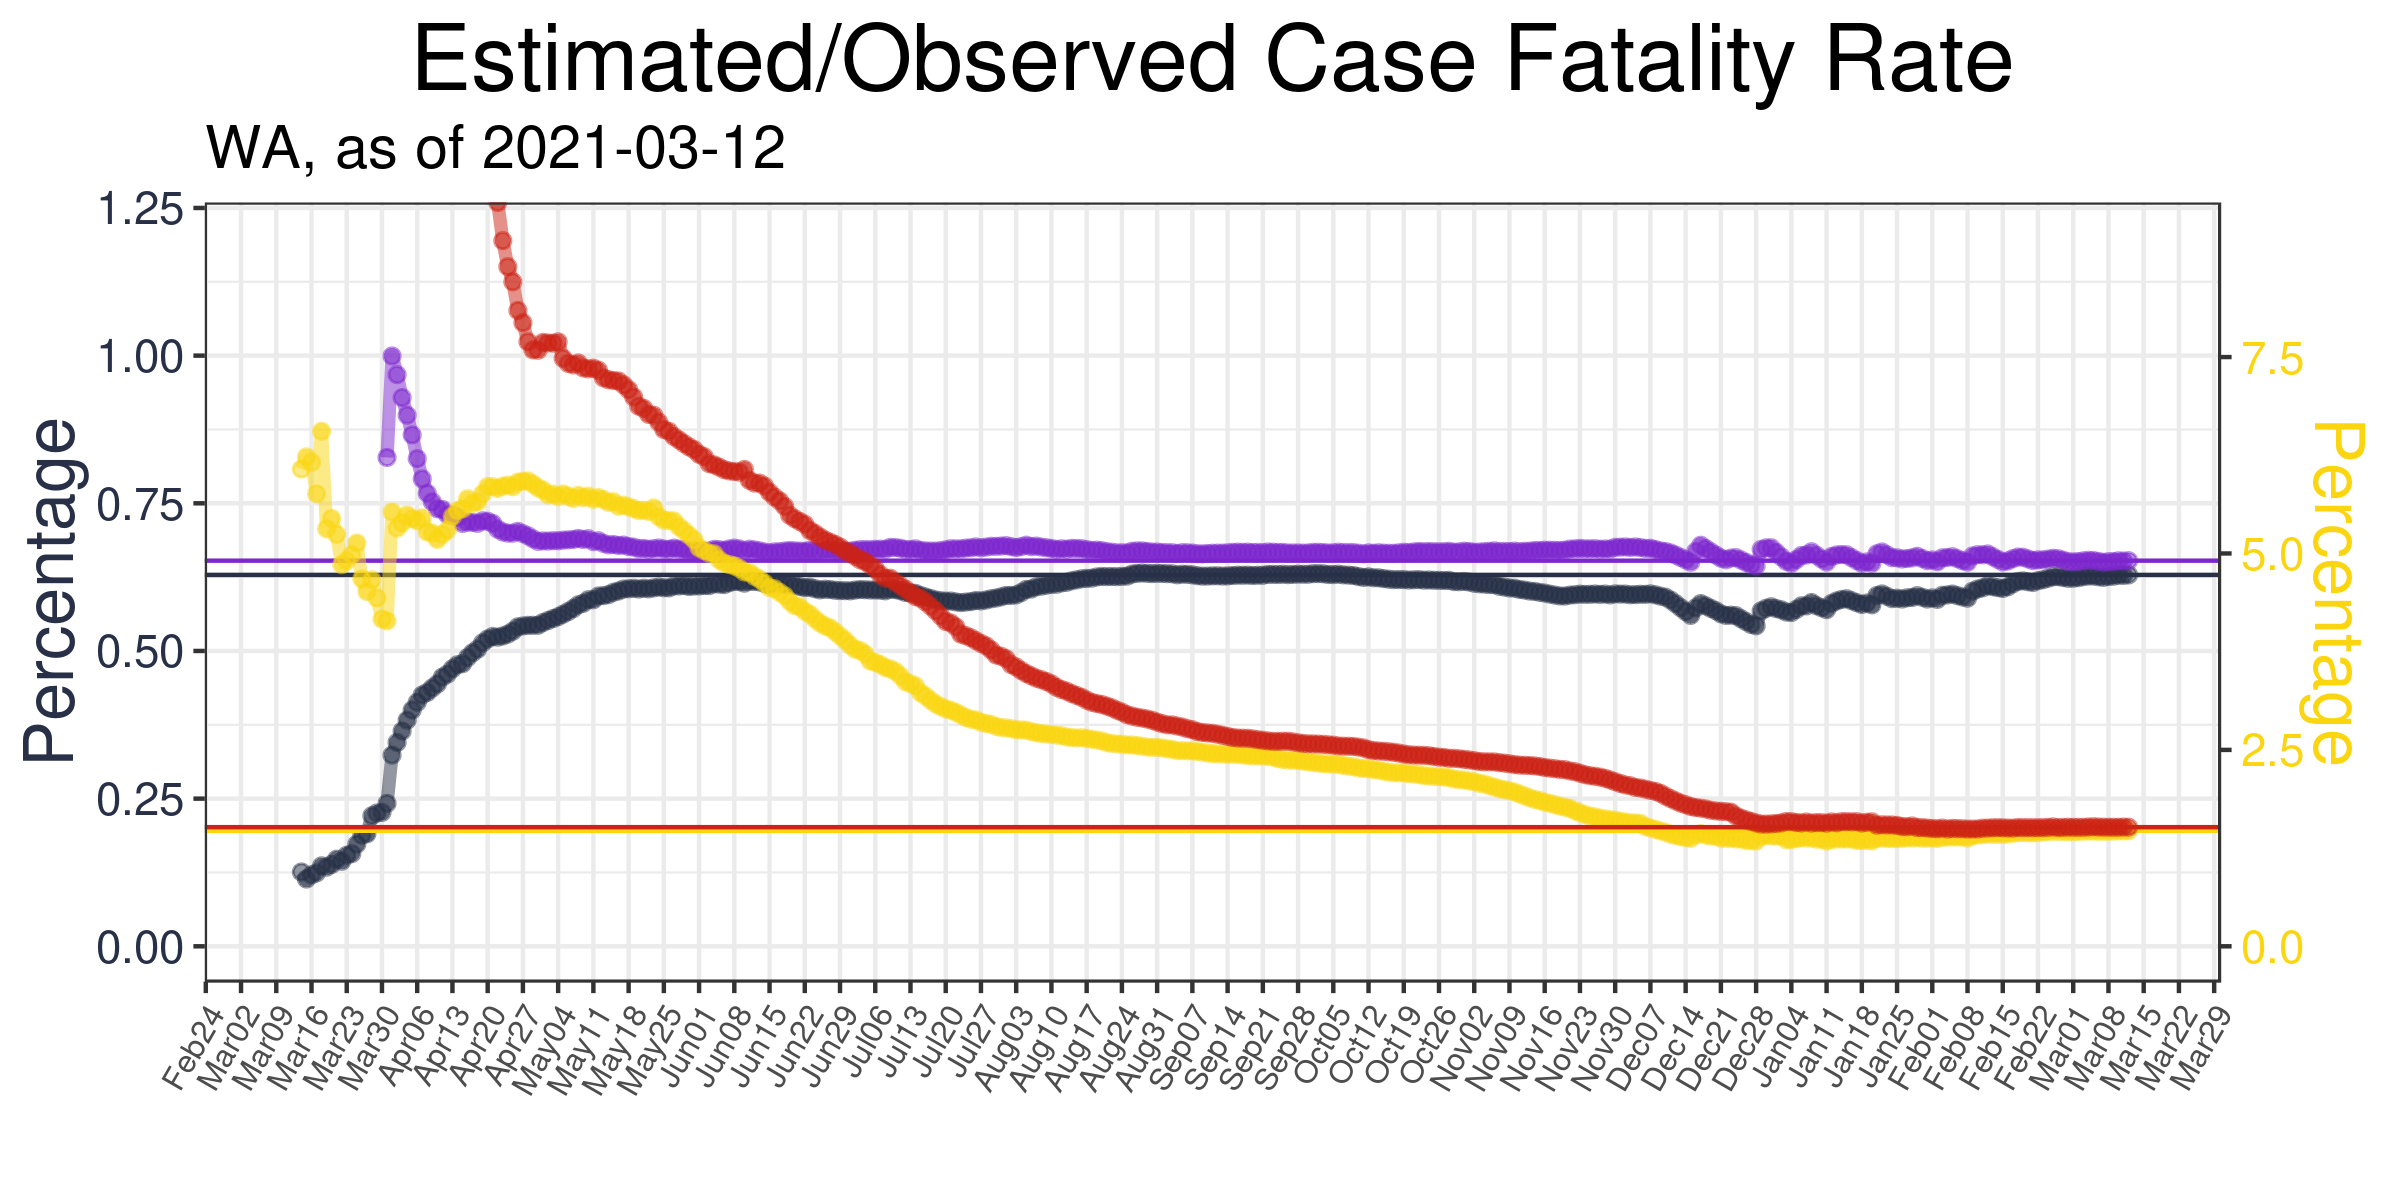 Estimated/Observed Case Fatality Rate
WA, as of 2021-03-12
Percentage
1.25
1.00
0.75
0.50
0.25
0.00
7.5
5.0
2.5
0.0
Percentage
Feb24
Mar02
Mar09
Mar16
Mar23
Mar30
Apr06
Apr13
Apr20
Apr27
May04
May11
May18
May25
Jun01
Jun08
Jun15
Jun22
Jun29
Jul06
Jul13
Jul20
Jul27
Aug03
Aug10
Aug17
Aug24
Aug31
Sep07
Sep14
Sep21
Sep28
Oct05
Oct12
Oct19
Oct26
Nov02
Nov09
Nov16
Nov23
Nov30
Dec07
Dec14
Dec21
Dec28
Jan04
Jan11
Jan18
Jan25
Feb01
Feb08
Feb15
Feb22
Mar01
Mar08
Mar15
Mar22
Mar29